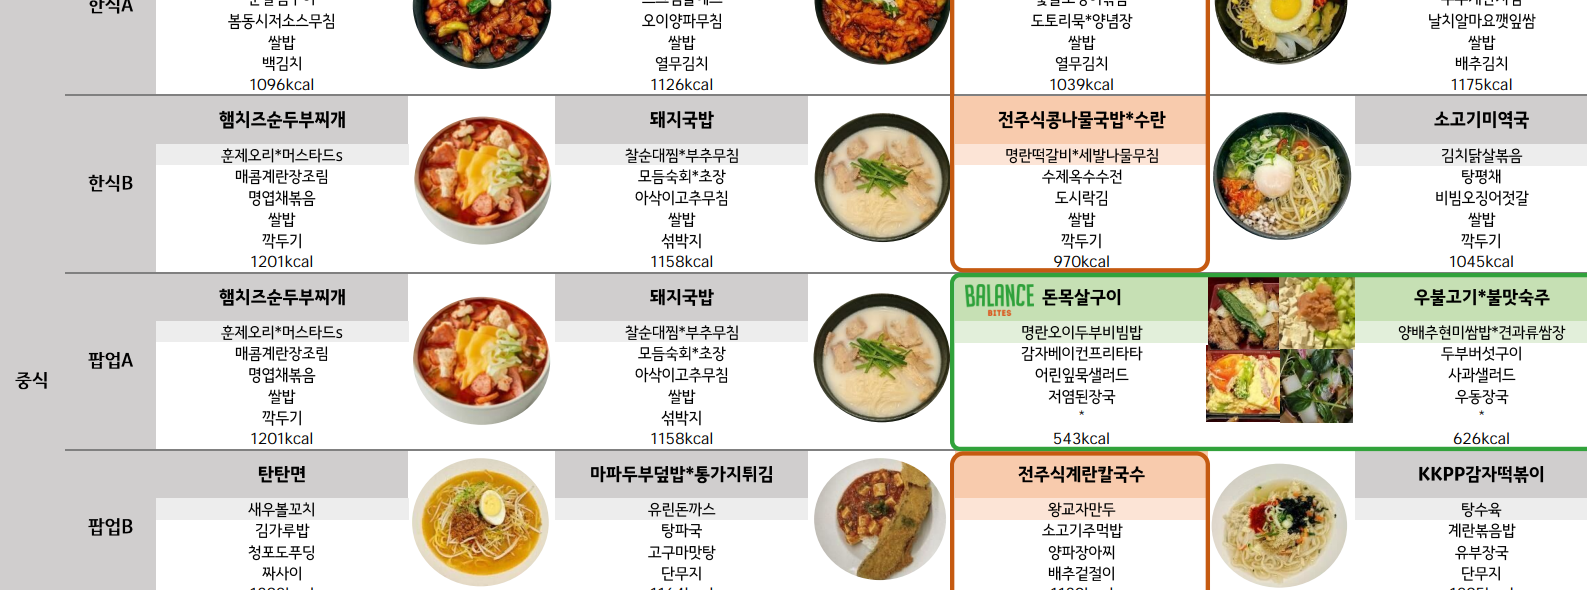 한식A
봄동시저소스무침
쌀밥
백김치
1096kcal
오이양파무침
쌀밥
열무김치
1126kcal
도토리묵*양념장
쌀밥
열무김치
1039kcal
날치알마요깻잎쌈
쌀밥
배추김치
1175kcal
한식B
햄치즈순두부찌개
훈제오리*머스타드s
매콤계란장조림
명엽채볶음
쌀밥
깍두기
1201kcal
돼지국밥
찰순대찜*부추무침
모듬숙회*초장
아삭이고추무침
쌀밥
섞박지
1158kcal
전주식콩나물국밥*수란
명란떡갈비*세발나물무침
수제옥수수전
도시락김
쌀밥
깍두기
970kcal
소고기미역국
김치닭살볶음
탕평채
비빔오징어젓갈
쌀밥
깍두기
1045kcal
중식
팝업A
햄치즈순두부찌개
훈제오리*머스타드s
매콤계란장조림
명엽채볶음
쌀밥
깍두기
1201kcal
돼지국밥
찰순대찜*부추무침
모듬숙회*초장
아삭이고추무침
쌀밥
섞박지
1158kcal
BALANCE
BITES
돈목살구이
명란오이두부비빔밥
감자베이컨프리타타
어린잎묵샐러드
저염된장국
*
543kcal
우불고기*불맛숙주
양배추현미쌈밥*견과류쌈장
두부버섯구이
사과샐러드
우동장국
*
626kcal
팝업B
탄탄면
새우볼꼬치
김가루밥
청포도푸딩
짜사이
마파두부덮밥*통가지튀김
유린돈까스
탕파국
고구마맛탕
단무지
전주식계란칼국수
왕교자만두
소고기주먹밥
양파장아찌
배추겉절이
KKPP감자떡볶이
탕수육
계란볶음밥
유부장국
단무지